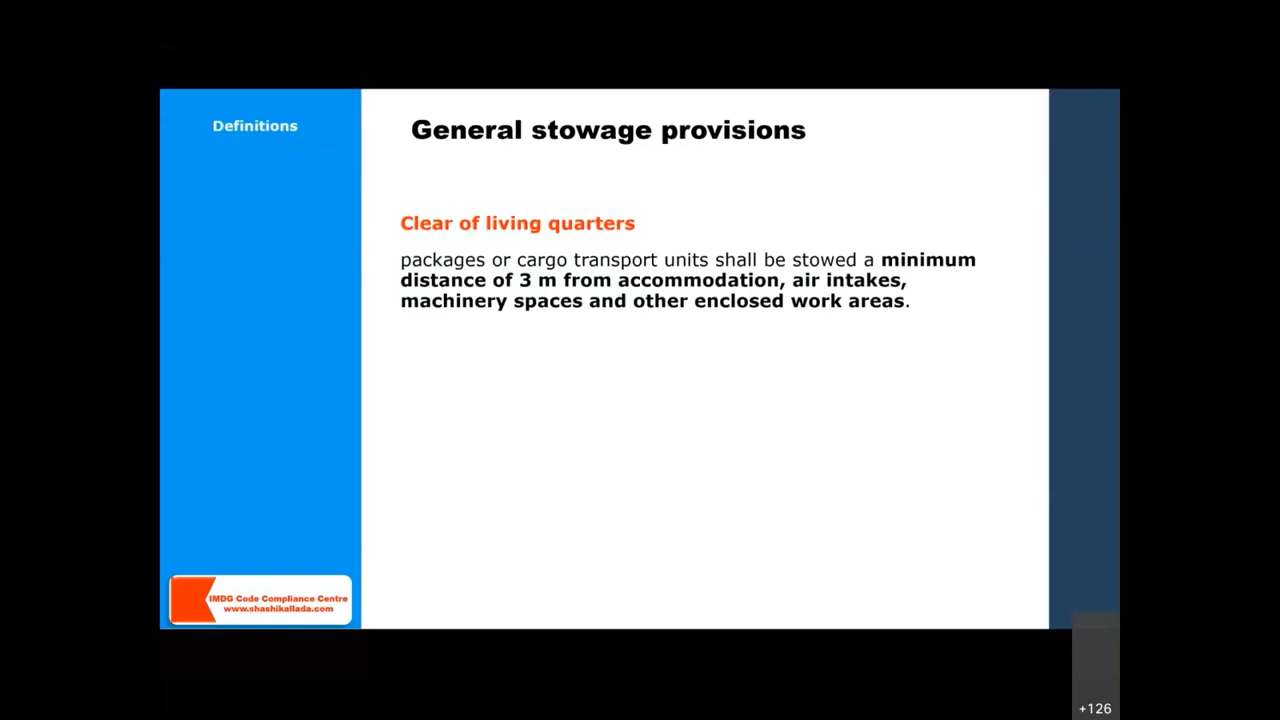 Definitions
General stowage provisions
Clear of living quarters
packages or cargo transport units shall be stowed a minimum
distance of 3 m from accommodation, air intakes,
machinery spaces and other enclosed work areas.
IMDG Code Compliance Centre
www.shashikallada.com
+126